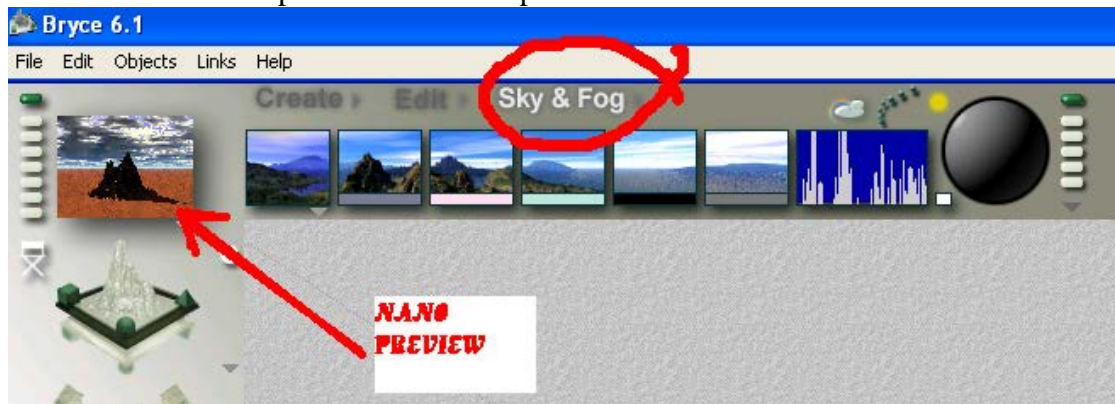 Bryce 6.1
File Edit Objects Links Help
Create Edit Sky & Fog
NANO
PREVIEW